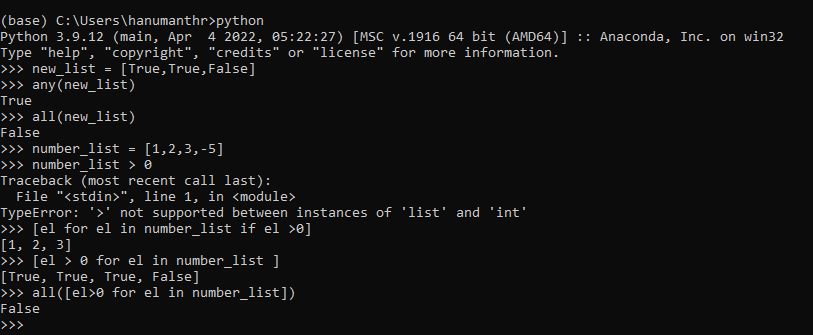 (base) C:\Users\hanumanthr>python
Python 3.9.12 (main, Apr  4 2022, 05:22:27) [MSC v.1916 64 bit (AMD64)] :: Anaconda, Inc. on win32
Type "help", "copyright", "credits" or "license" for more information.
>>> new_list = [True,True,False]
>>> any(new_list)
True
>>> all(new_list)
False
>>> number_list = [1,2,3,-5]
>>> number_list > 0
Traceback (most recent call last):
  File "<stdin>", line 1, in <module>
TypeError: '>' not supported between instances of 'list' and 'int'
>>> [el for el in number_list if el >0]
[1, 2, 3]
>>> [el > 0 for el in number_list ]
[True, True, True, False]
>>> all([el>0 for el in number_list])
False
>>>